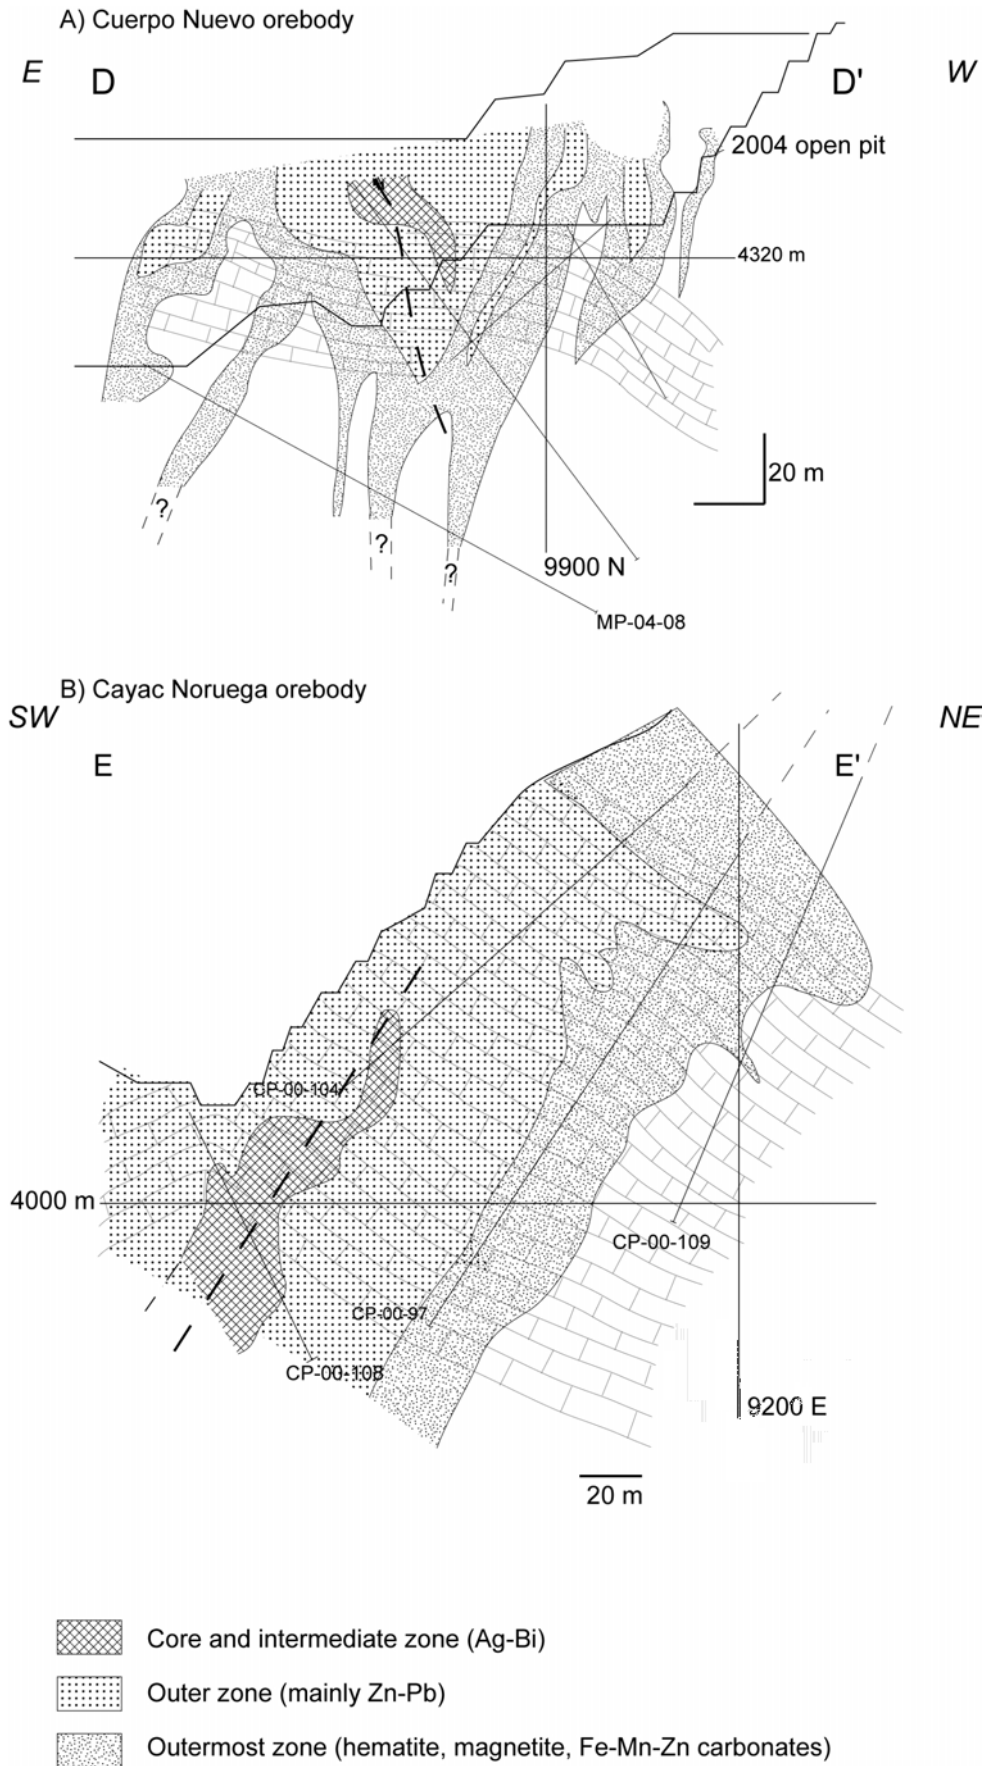 A) Cuerpo Nuevo orebody
E
D
D'
W
2004 open pit
4320 m
20 m
?
?
?
9900 N
MP-04-08
B) Cayac Noruega orebody
SW
NE
E
E'
CP-00-104
4000 m
CP-00-109
CP-00-97
CP-00-108
9200 E
20 m
Core and intermediate zone (Ag-Bi)
Outer zone (mainly Zn-Pb)
Outermost zone (hematite, magnetite, Fe-Mn-Zn carbonates)